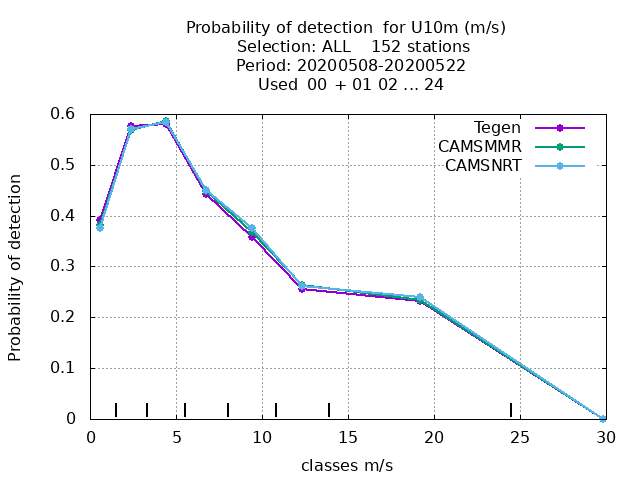 Probability of detection  for U10m (m/s)
Selection: ALL    152 stations
Period: 20200508-20200522
Used  00  + 01 02 ... 24
Tegen
CAMSMMR
CAMSNRT
Probability of detection
0.6
0.5
0.4
0.3
0.2
0.1
0
0 5 10 15 20 25 30
classes m/s